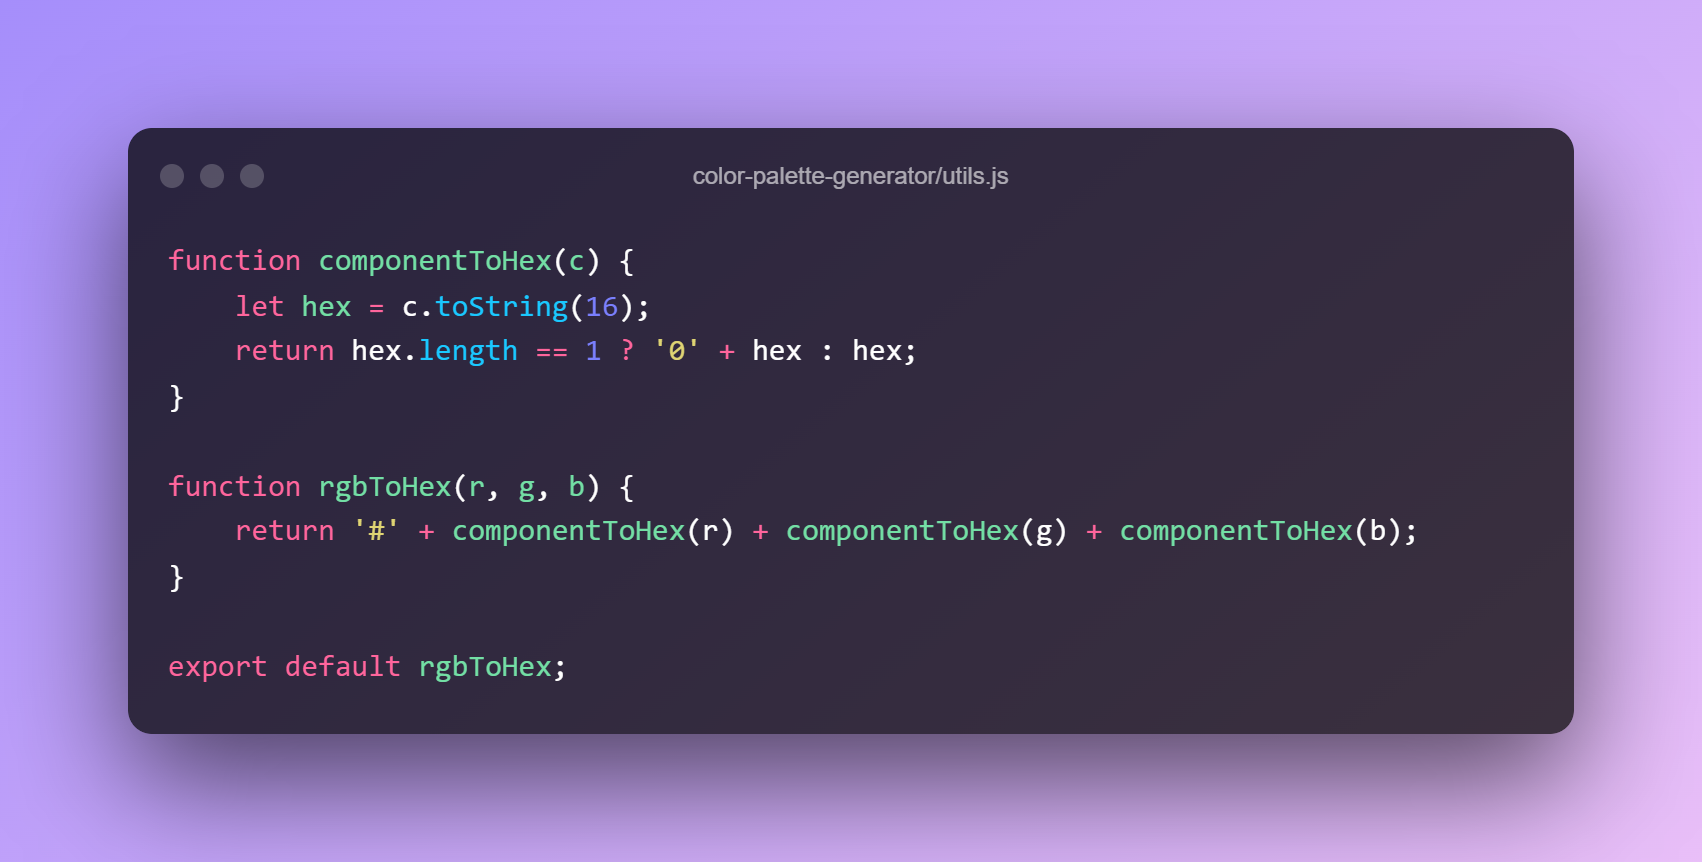 color-palette-generator/utils.js
function componentToHex(c) {
    let hex = c.toString(16);
    return hex.length == 1 ? '0' + hex : hex;
}
function rgbToHex(r, g, b) {
    return '#' + componentToHex(r) + componentToHex(g) + componentToHex(b);
}
export default rgbToHex;